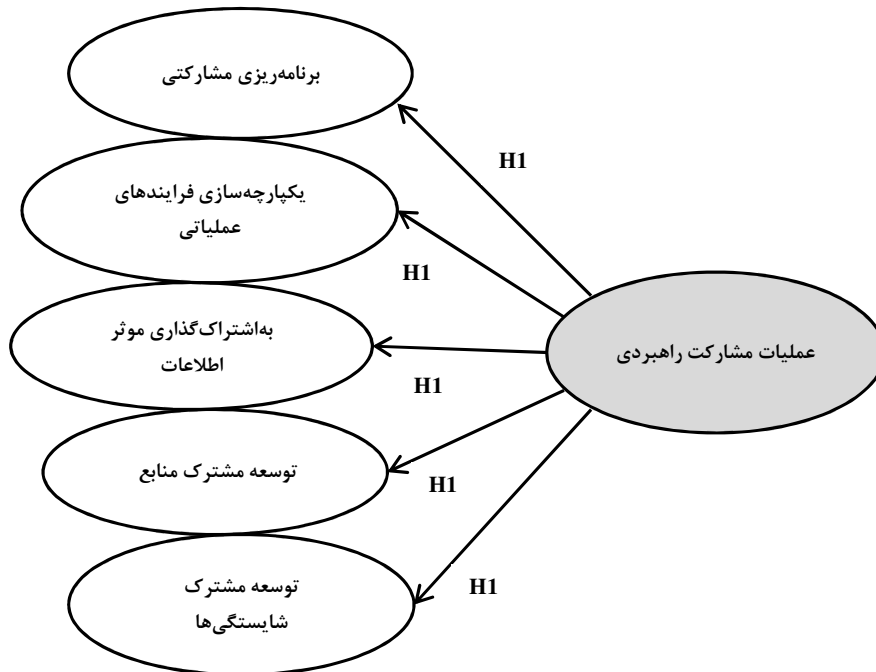 برنامه‌ریزی مشارکتی
H1
یکپارچه‌سازی فرایندهای
عملیاتی
H1
به‌اشتراک‌گذاری موثر
اطلاعات
H1
عملیات مشارکت راهبردی
توسعه مشترک منابع
H1
توسعه مشترک
شایستگی‌ها
H1